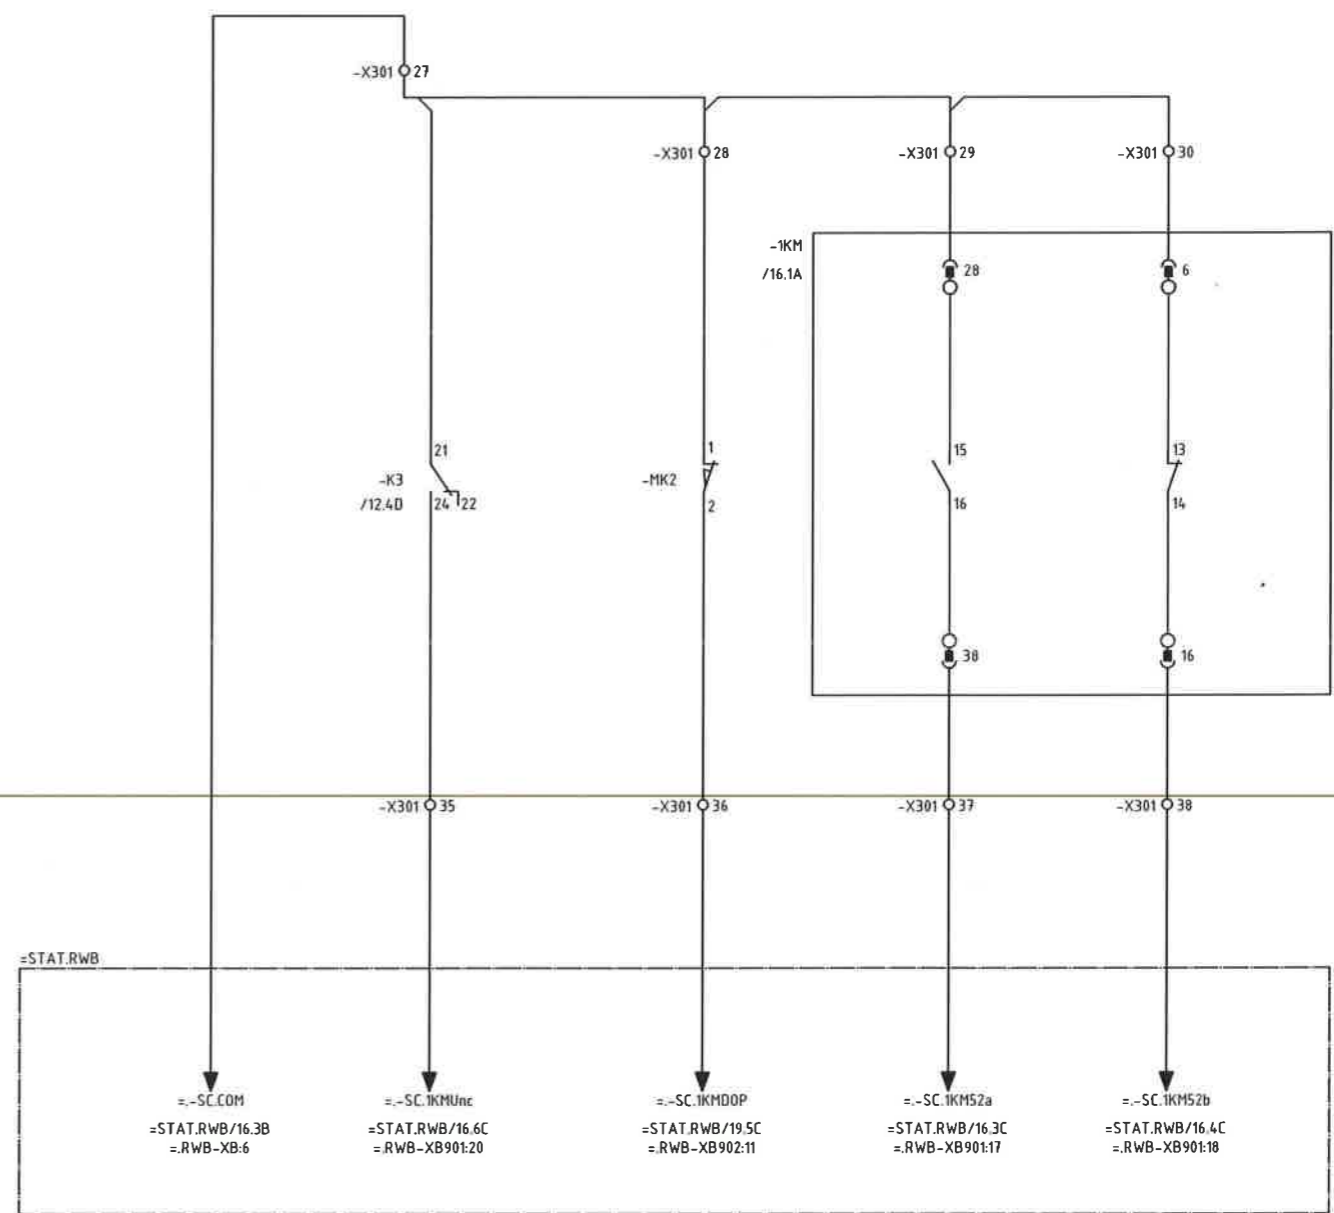 -X301 27
-X301 28
-X301 29
-X301 30
-1KM
/16.1A
28
6
21
-K3
/12.4D
24 22
1
-MK2
2
15
16
13
14
38
16
-X301 35
-X301 36
-X301 37
-X301 38
=STAT.RWB
=.-SC.COM
=STAT.RWB/16.3B
=.RWB-XB:6
=.-SC.1KMUnc
=STAT.RWB/16.6C
=.RWB-XB901:20
=.-SC.1KMDOP
=STAT.RWB/19.5C
=.RWB-XB902:11
=.-SC.1KM52a
=STAT.RWB/16.3C
=.RWB-XB901:17
=.-SC.1KM52b
=STAT.RWB/16.4C
=.RWB-XB901:18